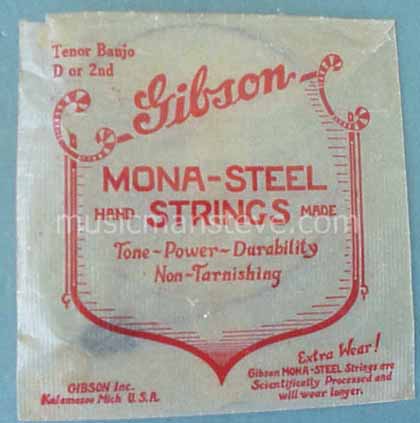 Tenor Banjo
D or 2nd
Gibson
MONA-STEEL
HAND STRINGS MADE
musicmansteve.com
Tone-Power-Durability
Non-Tarnishing
Extra Wear!
Gibson MONA-STEEL Strings are
Scientifically Processed and
will wear longer.
GIBSON Inc.
Kalamazoo Mich U.S.A.